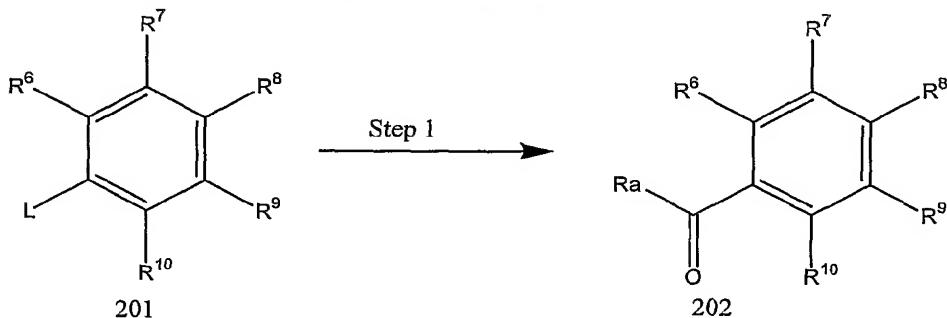 R⁷
R⁶
R⁸
L
R⁹
R¹⁰
201
Step 1
R⁷
R⁶
R⁸
Ra
R⁹
O
R¹⁰
202